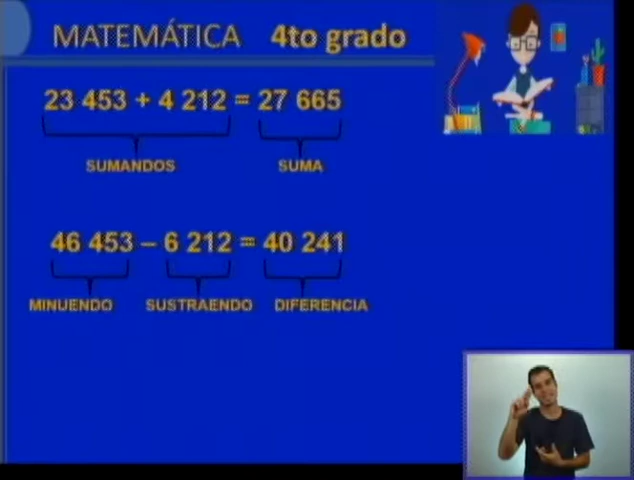 MATEMÁTICA 4to grado
23 453 + 4 212 = 27 665
SUMANDOS SUMA
46 453 – 6 212 = 40 241
MINUENDO SUSTRAENDO DIFERENCIA